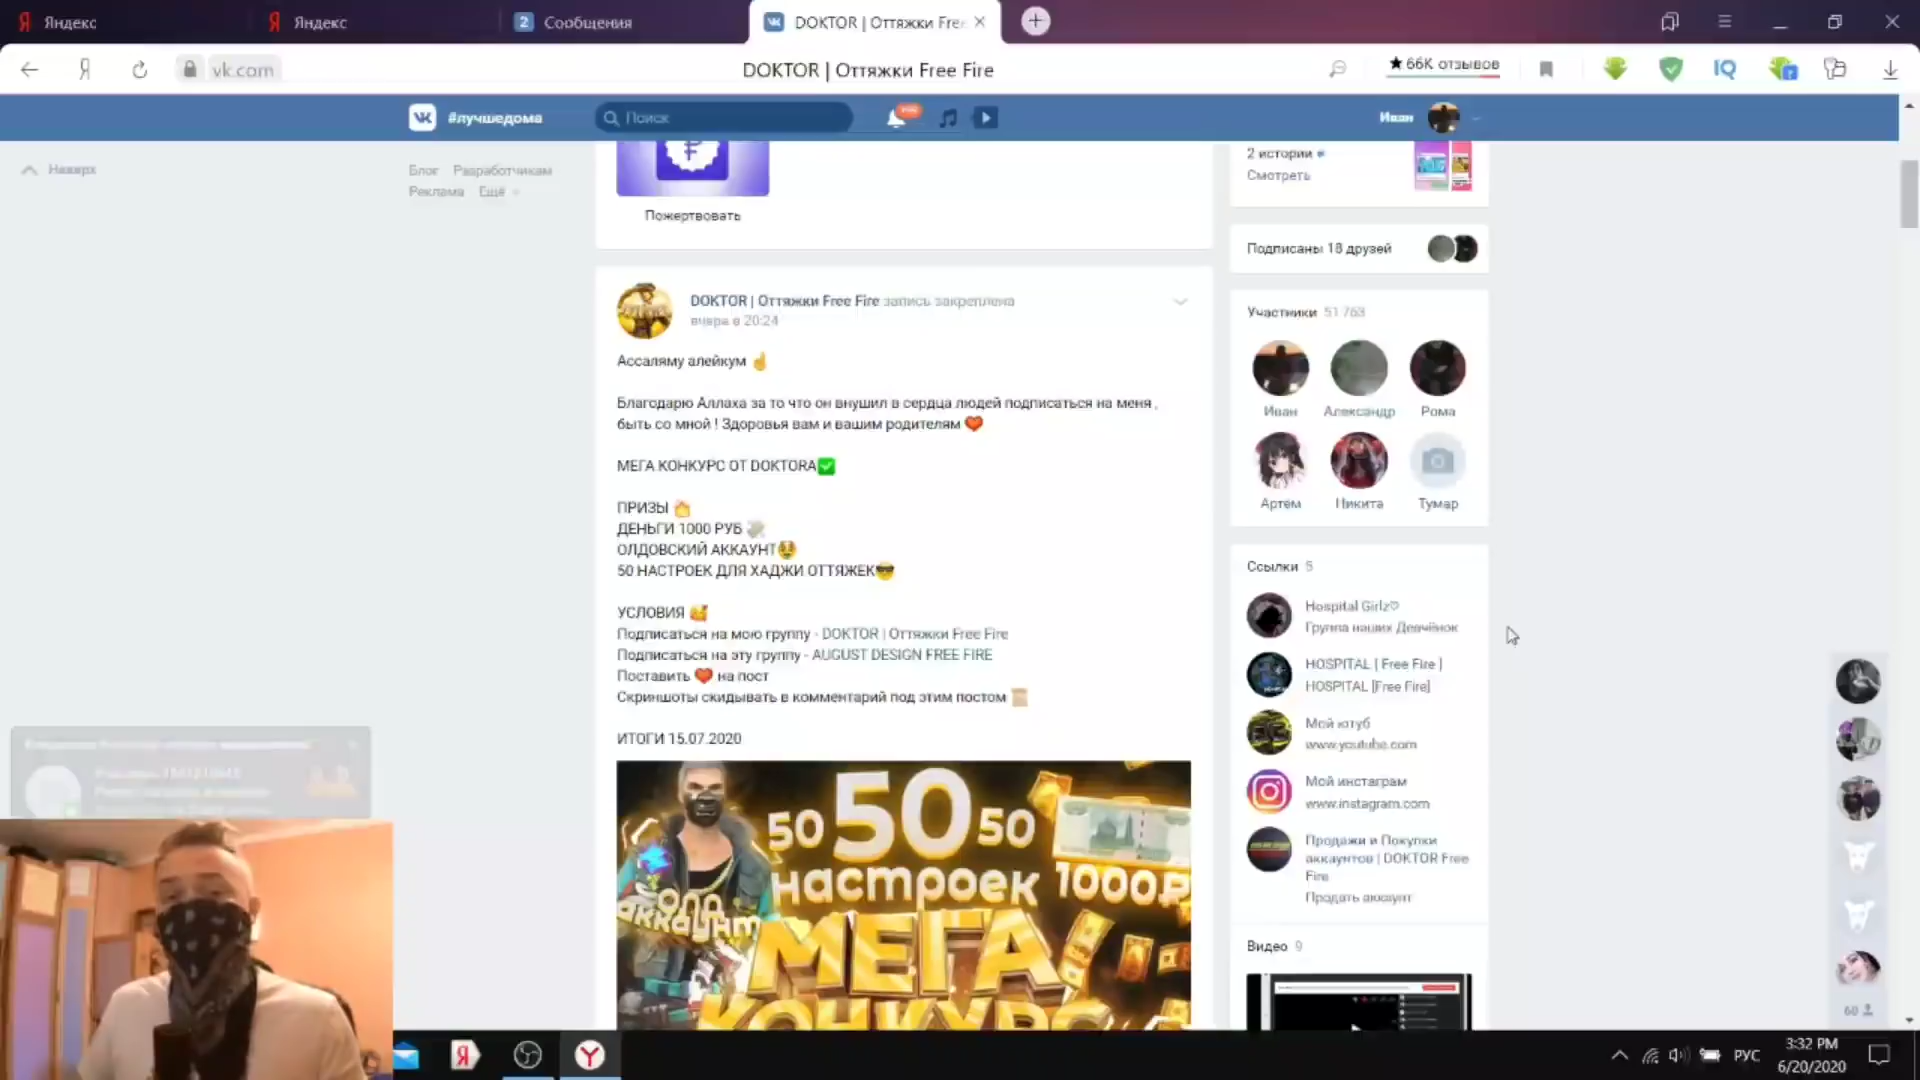 Яндекс
Яндекс
2 Сообщения
DOKTOR | Оттяжки Free
vk.com
DOKTOR | Оттяжки Free Fire
★ 66K отзывов
#лучшедома
Поиск
Иван
Наверх
Блог Разработчикам
Реклама Ещё
Пожертвовать
2 истории
Смотреть
Подписаны 18 друзей
DOKTOR | Оттяжки Free Fire запись закреплена
вчера в 20:24
Ассаляму алейкум ☝
Благодарю Аллаха за то что он внушил в сердца людей подписаться на меня ,
быть со мной ! Здоровья вам и вашим родителям ❤
МЕГА КОНКУРС ОТ DOKTORA✅
ПРИЗЫ
ДЕНЬГИ 1000 РУБ
ОЛДОВСКИЙ АККАУНТ
50 НАСТРОЕК ДЛЯ ХАДЖИ ОТТЯЖЕК😎
УСЛОВИЯ 🥰
Подписаться на мою группу - DOKTOR | Оттяжки Free Fire
Подписаться на эту группу - AUGUST DESIGN FREE FIRE
Поставить ❤ на пост
Скриншоты скидывать в комментарий под этим постом
ИТОГИ 15.07.2020
50 50 50
настроек 1000₽
аккаунт
МЕГА
КОНКУРС
Участники 51 763
Иван Александр Рома
Артём Никита Тумар
Ссылки 5
Hospital Girlz♡
Группа наших Девчёнок
HOSPITAL [ Free Fire ]
HOSPITAL [Free Fire]
Мой ютуб
www.youtube.com
Мой инстаграм
www.instagram.com
Продажи и Покупки
аккаунтов | DOKTOR Free
Fire
Продать аккаунт
Видео 9
60
РУС
3:32 PM
6/20/2020